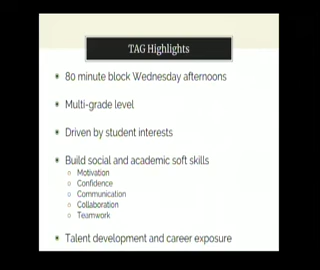 TAG Highlights
80 minute block Wednesday afternoons
Multi-grade level
Driven by student interests
Build social and academic soft skills
Motivation
Confidence
Communication
Collaboration
Teamwork
Talent development and career exposure